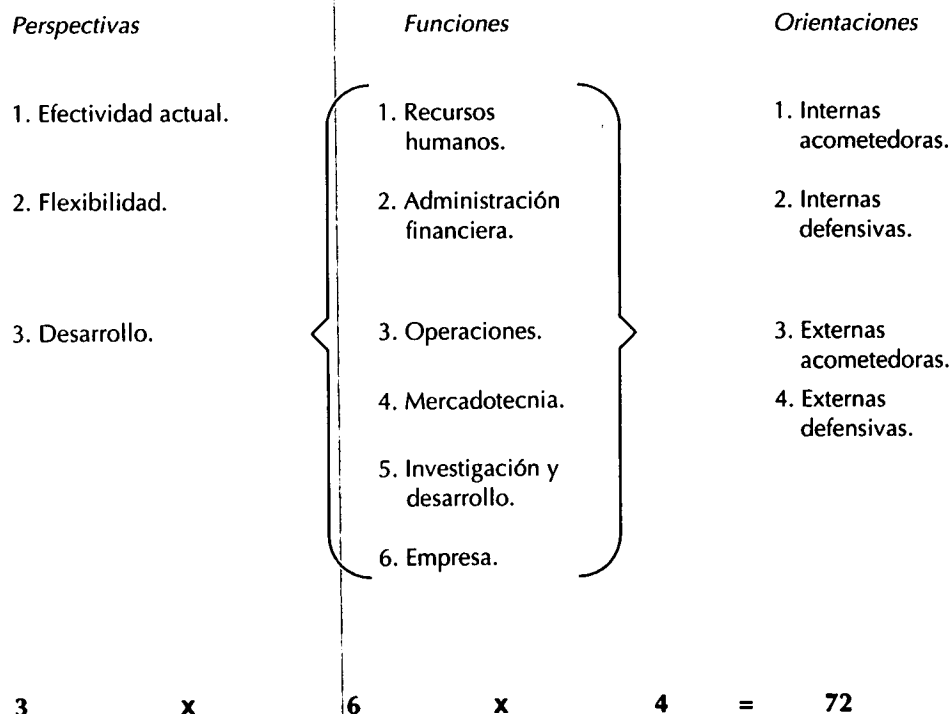 Perspectivas
Funciones
Orientaciones
1. Efectividad actual.
1. Recursos
humanos.
1. Internas
acometedoras.
2. Flexibilidad.
2. Administración
financiera.
2. Internas
defensivas.
3. Desarrollo.
3. Operaciones.
3. Externas
acometedoras.
4. Mercadotecnia.
4. Externas
defensivas.
5. Investigación y
desarrollo.
6. Empresa.
3 x 6 x 4 = 72